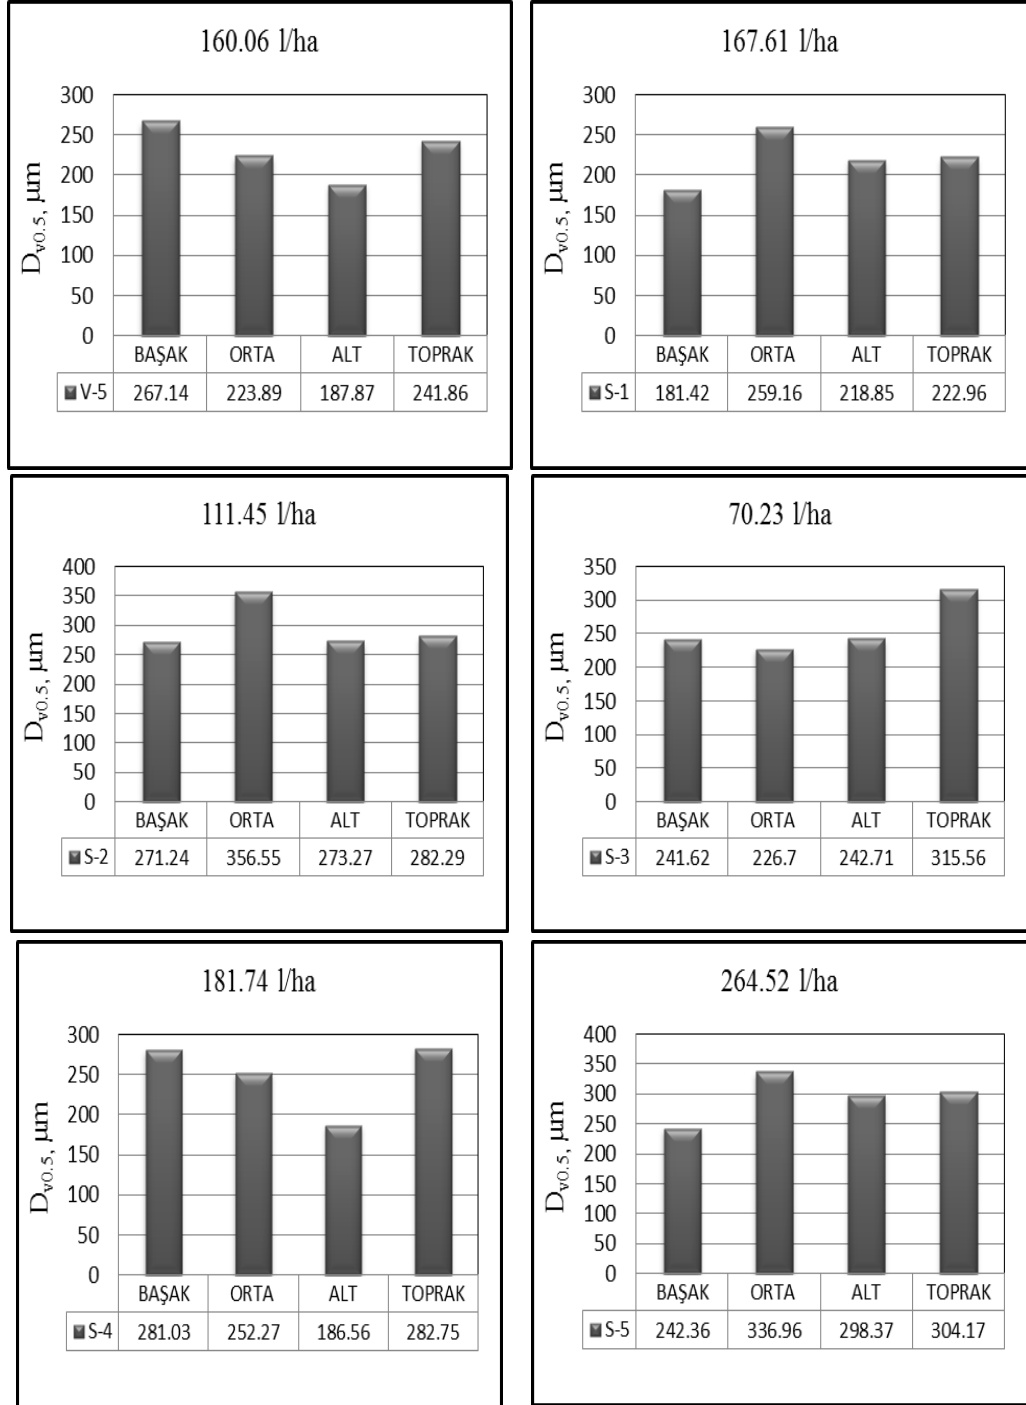 160.06 l/ha
300
250
200
150
100
50
0
Dv0.5, µm
BAŞAK ORTA ALT TOPRAK
V-5 267.14 223.89 187.87 241.86
167.61 l/ha
300
250
200
150
100
50
0
Dv0.5, µm
BAŞAK ORTA ALT TOPRAK
S-1 181.42 259.16 218.85 222.96
111.45 l/ha
400
350
300
250
200
150
100
50
0
Dv0.5, µm
BAŞAK ORTA ALT TOPRAK
S-2 271.24 356.55 273.27 282.29
70.23 l/ha
350
300
250
200
150
100
50
0
Dv0.5, µm
BAŞAK ORTA ALT TOPRAK
S-3 241.62 226.7 242.71 315.56
181.74 l/ha
300
250
200
150
100
50
0
Dv0.5, µm
BAŞAK ORTA ALT TOPRAK
S-4 281.03 252.27 186.56 282.75
264.52 l/ha
400
350
300
250
200
150
100
50
0
Dv0.5, µm
BAŞAK ORTA ALT TOPRAK
S-5 242.36 336.96 298.37 304.17